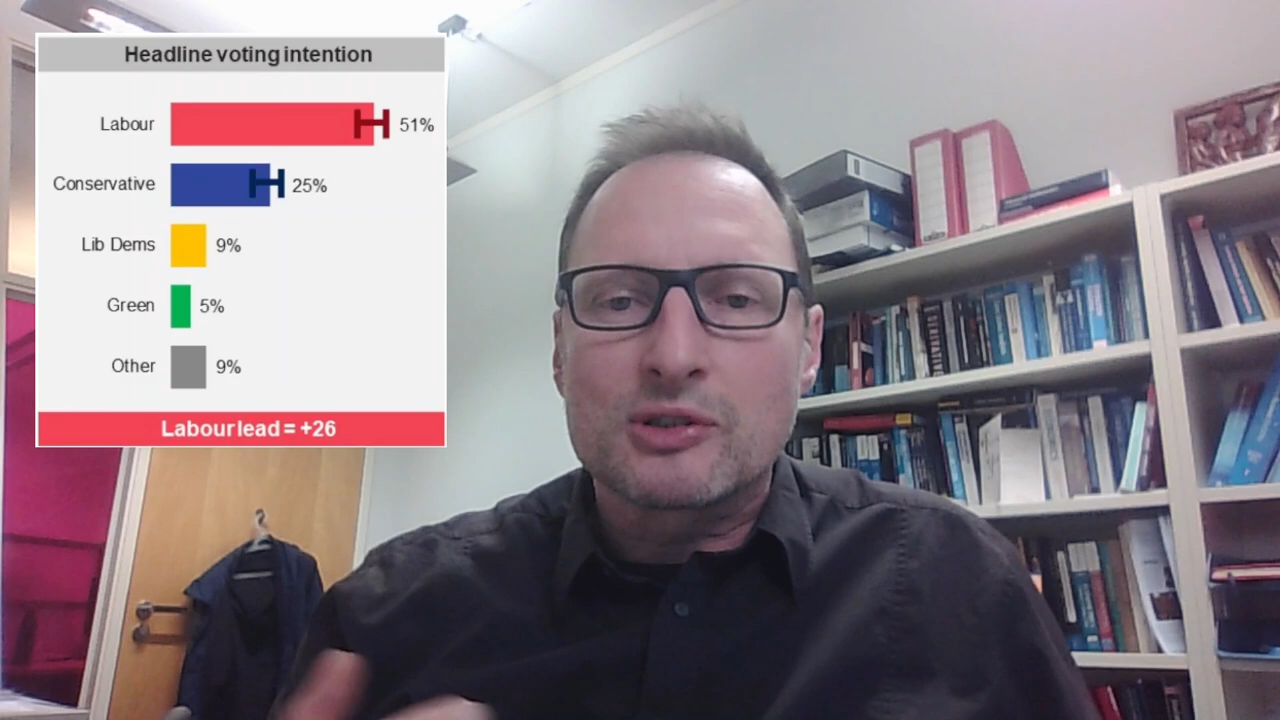 Headline voting intention
Labour 51%
Conservative 25%
Lib Dems 9%
Green 5%
Other 9%
Labour lead = +26